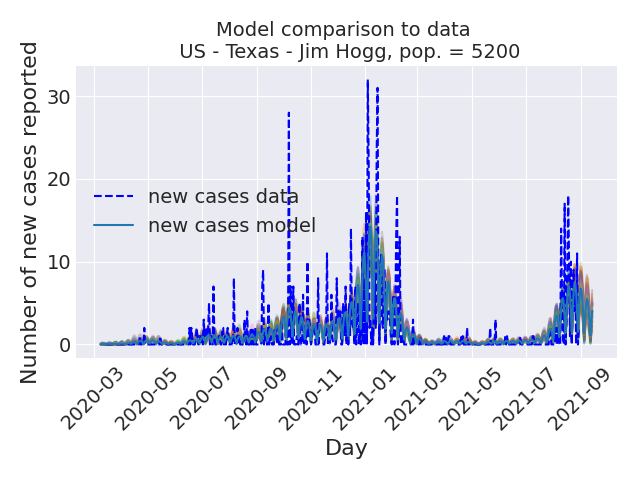 Model comparison to data
US - Texas - Jim Hogg, pop. = 5200
Number of new cases reported
30
20
10
0
new cases data
new cases model
2020-03
2020-05
2020-07
2020-09
2020-11
2021-01
2021-03
2021-05
2021-07
2021-09
Day